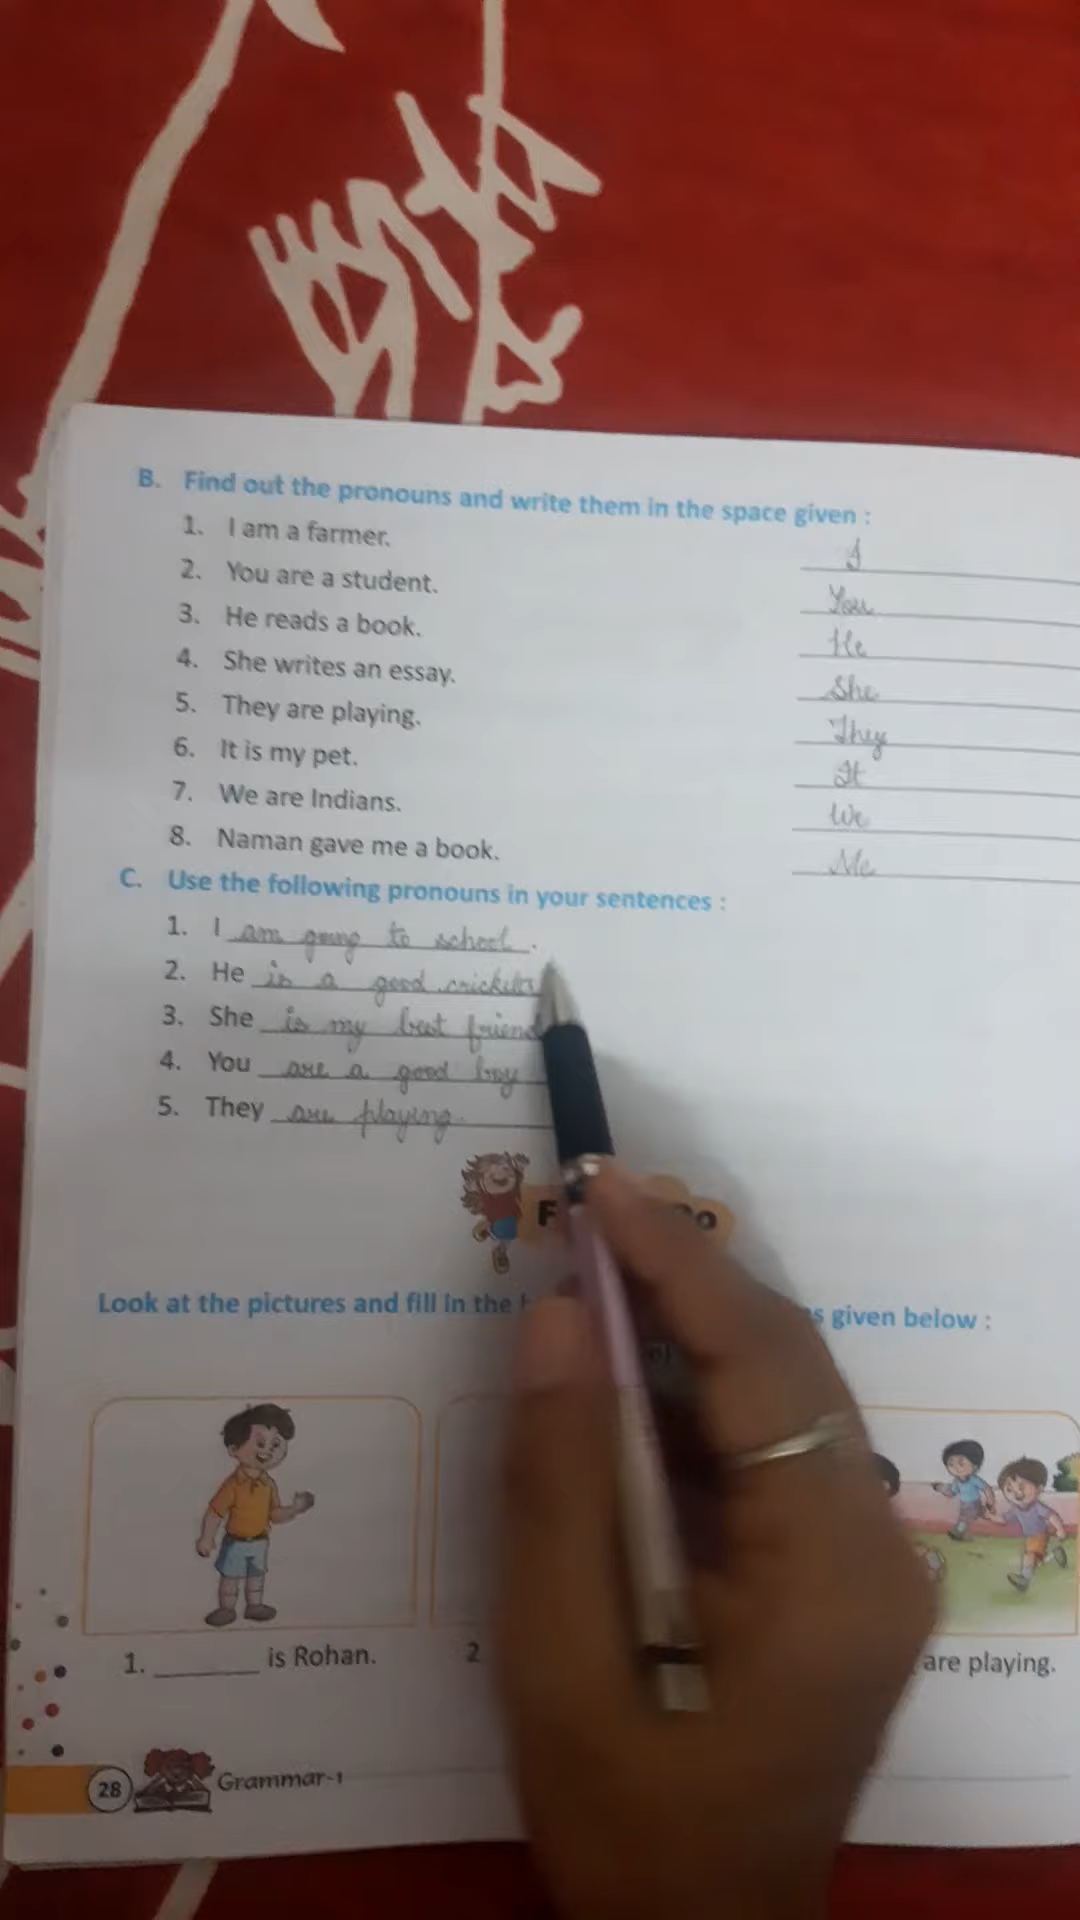 B. Find out the pronouns and write them in the space given :
1. I am a farmer. I
2. You are a student. You
3. He reads a book. He
4. She writes an essay. She
5. They are playing. They
6. It is my pet. It
7. We are Indians. We
8. Naman gave me a book. Me
C. Use the following pronouns in your sentences :
1. I am going to school.
2. He is a good
3. She is my best friend
4. You are a good boy
5. They are playing.
F
Look at the pictures and fill in the
given below :
1. ______ is Rohan.
2
are playing.
28
Grammar-1